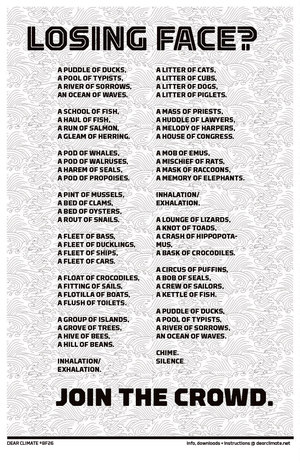 LOSING FACE?
A PUDDLE OF DUCKS,
A POOL OF TYPISTS,
A RIVER OF SORROWS,
AN OCEAN OF WAVES.
A SCHOOL OF FISH,
A HAUL OF FISH,
A RUN OF SALMON,
A GLEAM OF HERRING.
A POD OF WHALES,
A POD OF WALRUSES,
A HAREM OF SEALS,
A POD OF PROPOISES.
A PINT OF MUSSELS,
A BED OF CLAMS,
A BED OF OYSTERS,
A ROUT OF SNAILS.
A FLEET OF BASS,
A FLEET OF DUCKLINGS,
A FLEET OF SHIPS,
A FLEET OF CARS.
A FLOAT OF CROCODILES,
A FITTING OF SAILS,
A FLOTILLA OF BOATS,
A FLUSH OF TOILETS.
A GROUP OF ISLANDS,
A GROVE OF TREES,
A HIVE OF BEES,
A HILL OF BEANS.
INHALATION/
EXHALATION.
A LITTER OF CATS,
A LITTER OF CUBS,
A LITTER OF DOGS,
A LITTER OF PIGLETS.
A MASS OF PRIESTS,
A HUDDLE OF LAWYERS,
A MELODY OF HARPERS,
A HOUSE OF CONGRESS.
A MOB OF EMUS,
A MISCHIEF OF RATS,
A MASK OF RACCOONS,
A MEMORY OF ELEPHANTS.
INHALATION/
EXHALATION.
A LOUNGE OF LIZARDS,
A KNOT OF TOADS,
A CRASH OF HIPPOPOTA-
MUS,
A BASK OF CROCODILES.
A CIRCUS OF PUFFINS,
A BOB OF SEALS,
A CREW OF SAILORS,
A KETTLE OF FISH.
A PUDDLE OF DUCKS,
A POOL OF TYPISTS,
A RIVER OF SORROWS,
AN OCEAN OF WAVES.
CHIME.
SILENCE.
JOIN THE CROWD.
DEAR CLIMATE •BF26
info, downloads + instructions @ dearclimate.net